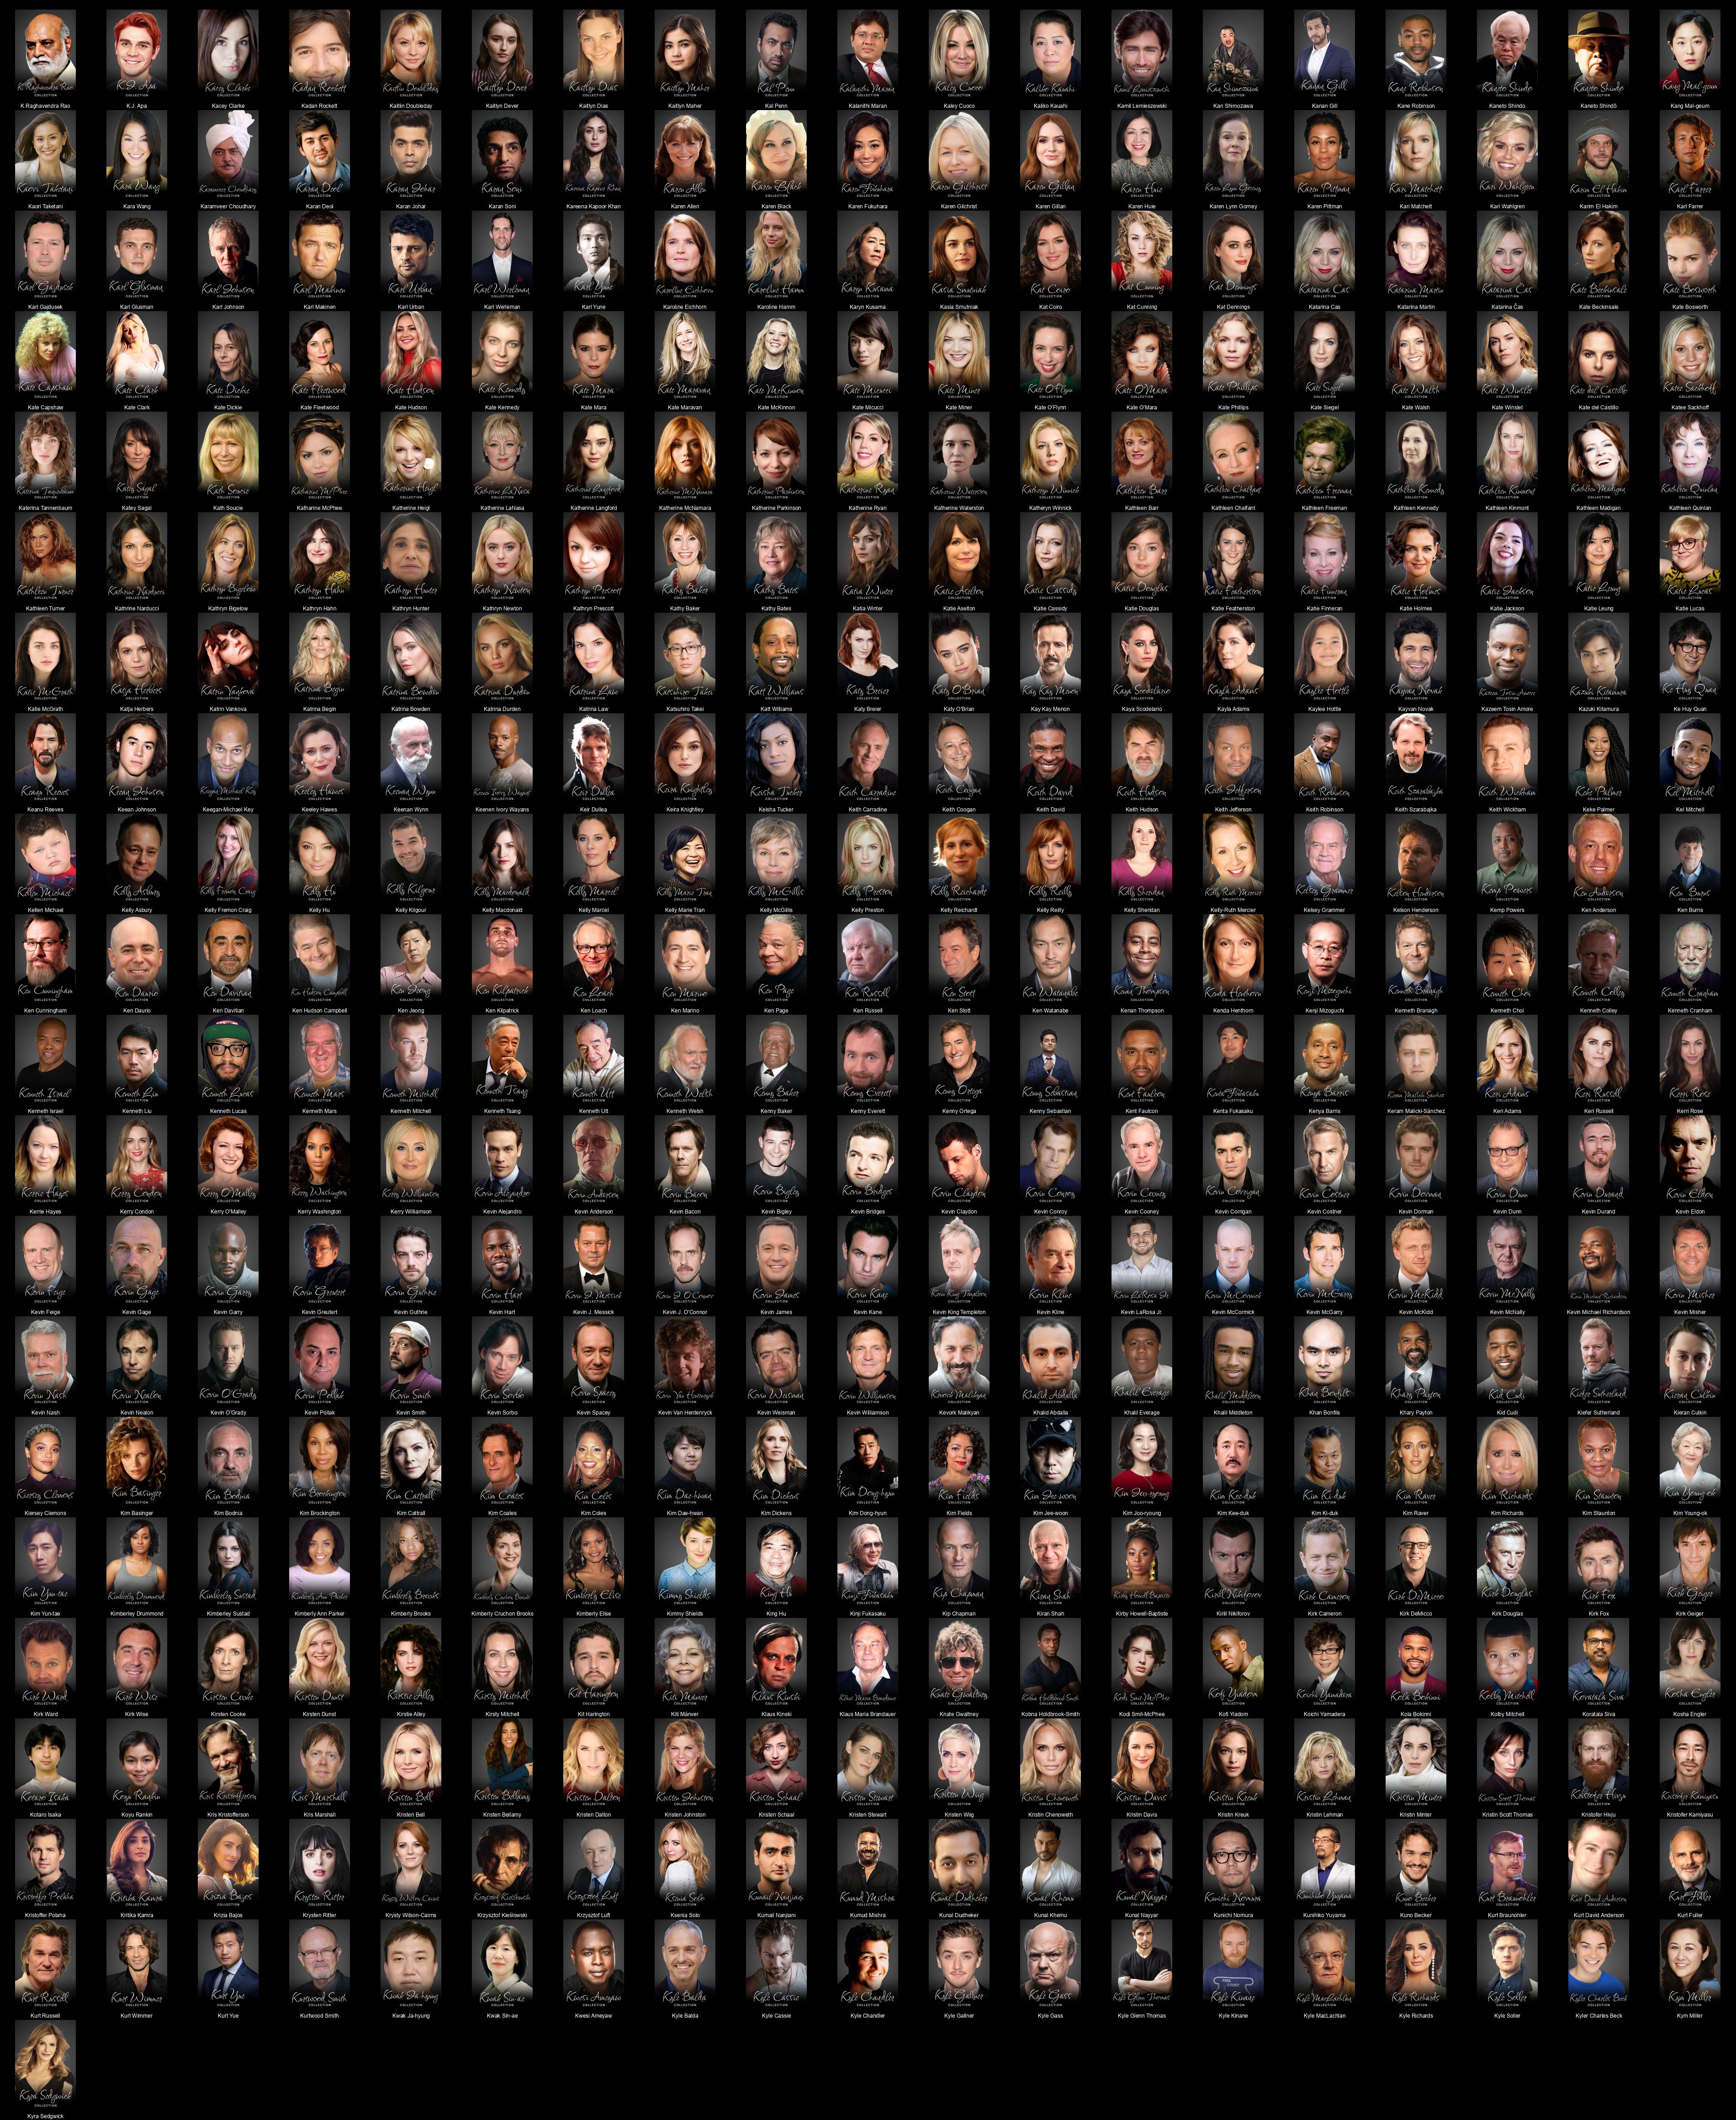 K Raghavendra Rao K.J. Apa Kacey Clarke Kadan Rockett Kaitlin Doubleday Kaitlyn Dever Kaitlyn Dias Kaitlyn Maher Kal Penn Kalanithi Maran Kaley Cuoco Kaliko Kauahi Kamil Lemieszewski Kan Shimozawa Kanan Gill Kane Robinson Kaneto Shindo Kaneto Shindô Kang Mal-geum
Kaori Taketani Kara Wang Karamveer Choudhary Karan Deol Karan Johar Karan Soni Kareena Kapoor Khan Karen Allen Karen Black Karen Fukuhara Karen Gilchrist Karen Gillan Karen Huie Karen Lynn Gorney Karen Pittman Kari Matchett Kari Wahlgren Karim El Hakim Karl Farrer
Karl Gajdusek Karl Glusman Karl Johnson Karl Makinen Karl Urban Karl Werleman Karl Yune Karoline Eichhorn Karoline Hamm Karyn Kusama Kasia Smutniak Kat Coiro Kat Cunning Kat Dennings Katarina Cas Katarina Martin Katarina Čas Kate Beckinsale Kate Bosworth
Kate Capshaw Kate Clark Kate Dickie Kate Fleetwood Kate Hudson Kate Kennedy Kate Mara Kate Maravan Kate McKinnon Kate Micucci Kate Miner Kate O'Flynn Kate O'Mara Kate Phillips Kate Siegel Kate Walsh Kate Winslet Kate del Castillo Katee Sackhoff
Katerina Tannenbaum Katey Sagal Kath Soucie Katharine McPhee Katherine Heigl Katherine LaNasa Katherine Langford Katherine McNamara Katherine Parkinson Katherine Ryan Katherine Waterston Katheryn Winnick Kathleen Barr Kathleen Chalfant Kathleen Freeman Kathleen Kennedy Kathleen Kinmont Kathleen Madigan Kathleen Quinlan
Kathleen Turner Kathrine Narducci Kathryn Bigelow Kathryn Hahn Kathryn Hunter Kathryn Newton Kathryn Prescott Kathy Baker Kathy Bates Katia Winter Katie Aselton Katie Cassidy Katie Douglas Katie Featherston Katie Finneran Katie Holmes Katie Jackson Katie Leung Katie Lucas
Katie McGrath Katja Herbers Katrin Vankova Katrina Begin Katrina Bowden Katrina Durden Katrina Law Katsuhiro Takei Katt Williams Katy Breier Katy O'Brian Kay Kay Menon Kaya Scodelario Kayla Adams Kaylee Hottle Kayvan Novak Kazeem Tosin Amore Kazuki Kitamura Ke Huy Quan
Keanu Reeves Keean Johnson Keegan-Michael Key Keeley Hawes Keenan Wynn Keenen Ivory Wayans Keir Dullea Keira Knightley Keisha Tucker Keith Carradine Keith Coogan Keith David Keith Hudson Keith Jefferson Keith Robinson Keith Szarabajka Keith Wickham Keke Palmer Kel Mitchell
Kellen Michael Kelly Asbury Kelly Fremon Craig Kelly Hu Kelly Kilgour Kelly Macdonald Kelly Marcel Kelly Marie Tran Kelly McGillis Kelly Preston Kelly Reichardt Kelly Reilly Kelly Sheridan Kelly-Ruth Mercier Kelsey Grammer Kelson Henderson Kemp Powers Ken Anderson Ken Burns
Ken Cunningham Ken Daurio Ken Davitian Ken Hudson Campbell Ken Jeong Ken Kilpatrick Ken Loach Ken Marino Ken Page Ken Russell Ken Stott Ken Watanabe Kenan Thompson Kenda Henthorn Kenji Mizoguchi Kenneth Branagh Kenneth Choi Kenneth Colley Kenneth Cranham
Kenneth Israel Kenneth Liu Kenneth Lucas Kenneth Mars Kenneth Mitchell Kenneth Tsang Kenneth Utt Kenneth Welsh Kenny Baker Kenny Everett Kenny Ortega Kenny Sebastian Kent Faulcon Kenta Fukasaku Kenya Barris Keram Malicki-Sánchez Keri Adams Keri Russell Kerri Rose
Kerrie Hayes Kerry Condon Kerry O'Malley Kerry Washington Kerry Williamson Kevin Alejandro Kevin Anderson Kevin Bacon Kevin Bigley Kevin Bridges Kevin Claydon Kevin Conroy Kevin Cooney Kevin Corrigan Kevin Costner Kevin Dorman Kevin Dunn Kevin Durand Kevin Eldon
Kevin Feige Kevin Gage Kevin Garry Kevin Greutert Kevin Guthrie Kevin Hart Kevin J. Messick Kevin J. O'Connor Kevin James Kevin Kane Kevin King Templeton Kevin Kline Kevin LaRosa Jr. Kevin McCormick Kevin McGarry Kevin McKidd Kevin McNally Kevin Michael Richardson Kevin Misher
Kevin Nash Kevin Nealon Kevin O'Grady Kevin Pollak Kevin Smith Kevin Sorbo Kevin Spacey Kevin Van Hentenryck Kevin Weisman Kevin Williamson Kevork Malikyan Khalid Abdalla Khalil Everage Khalil Middleton Khan Bonfils Khary Payton Kid Cudi Kiefer Sutherland Kieran Culkin
Kiersey Clemons Kim Basinger Kim Bodnia Kim Brockington Kim Cattrall Kim Coates Kim Coles Kim Dae-hwan Kim Dickens Kim Dong-hyun Kim Fields Kim Jee-woon Kim Joo-ryoung Kim Kee-duk Kim Ki-duk Kim Raver Kim Richards Kim Staunton Kim Young-ok
Kim Yun-tae Kimberley Drummond Kimberley Sustad Kimberly Ann Parker Kimberly Brooks Kimberly Cruchon Brooks Kimberly Elise Kimmy Shields King Hu Kinji Fukasaku Kip Chapman Kiran Shah Kirby Howell-Baptiste Kirill Nikiforov Kirk Cameron Kirk DeMicco Kirk Douglas Kirk Fox Kirk Geiger
Kirk Ward Kirk Wise Kirsten Cooke Kirsten Dunst Kirstie Alley Kirsty Mitchell Kit Harington Kiti Mánver Klaus Kinski Klaus Maria Brandauer Knate Gwaltney Kobna Holdbrook-Smith Kodi Smit-McPhee Kofi Yiadom Koichi Yamadera Kola Bokinni Kolby Mitchell Koratala Siva Kosha Engler
Kotaro Isaka Koyu Rankin Kris Kristofferson Kris Marshall Kristen Bell Kristen Bellamy Kristen Dalton Kristen Johnston Kristen Schaal Kristen Stewart Kristen Wiig Kristin Chenoweth Kristin Davis Kristin Kreuk Kristin Lehman Kristin Minter Kristin Scott Thomas Kristofer Hivju Kristofer Kamiyasu
Kristoffer Polaha Kritika Kamra Krizia Bajos Krysten Ritter Krysty Wilson-Cairns Krzysztof Kieślowski Krzysztof Luft Ksenia Solo Kumail Nanjiani Kumud Mishra Kunal Dudheker Kunal Khemu Kunal Nayyar Kunichi Nomura Kunihiko Yuyama Kuno Becker Kurt Braunohler Kurt David Anderson Kurt Fuller
Kurt Russell Kurt Wimmer Kurt Yue Kurtwood Smith Kwak Ja-hyung Kwak Sin-ae Kwesi Ameyaw Kyle Balda Kyle Cassie Kyle Chandler Kyle Gallner Kyle Gass Kyle Glenn Thomas Kyle Kinane Kyle MacLachlan Kyle Richards Kyle Soller Kyler Charles Beck Kym Miller
Kyra Sedgwick